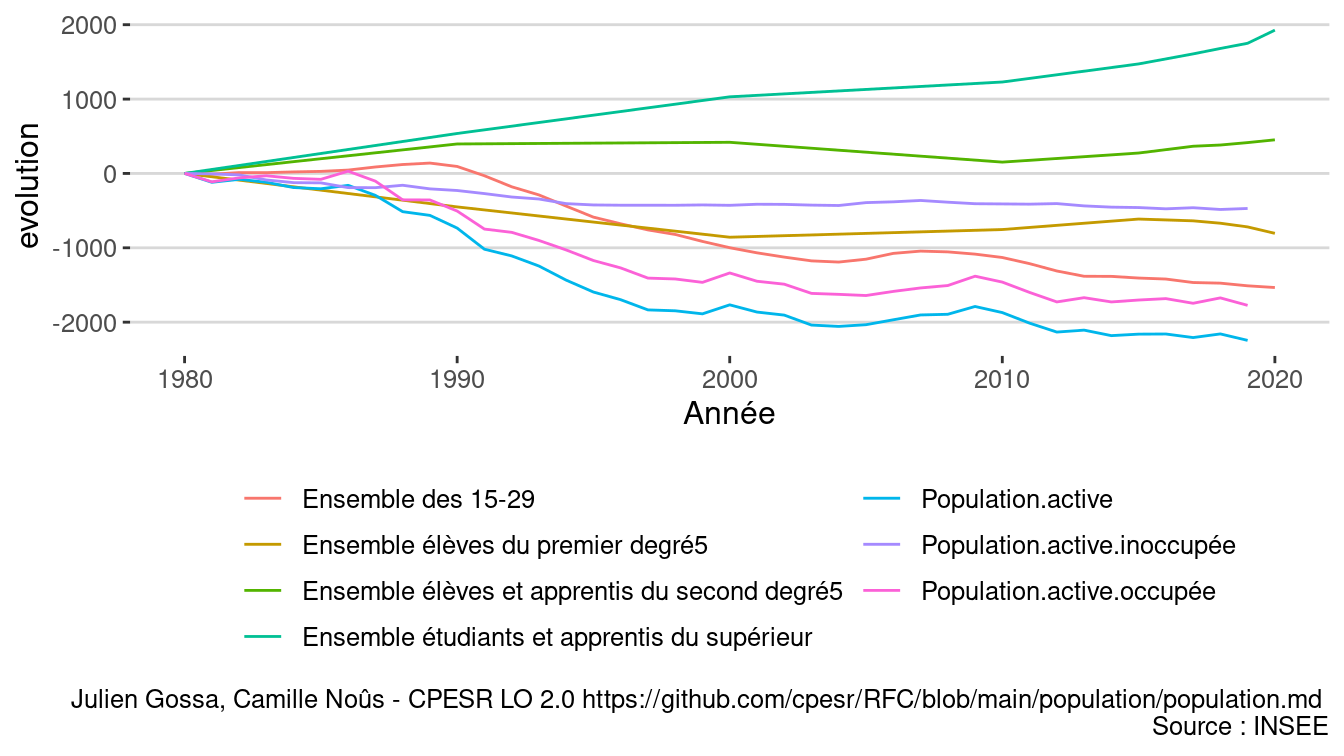 2000
1000
0
-1000
-2000
evolution
1980 1990 2000 2010 2020
Année
Ensemble des 15-29
Ensemble élèves du premier degré5
Ensemble élèves et apprentis du second degré5
Ensemble étudiants et apprentis du supérieur
Population.active
Population.active.inoccupée
Population.active.occupée
Julien Gossa, Camille Noûs - CPESR LO 2.0 https://github.com/cpesr/RFC/blob/main/population/population.md
Source : INSEE